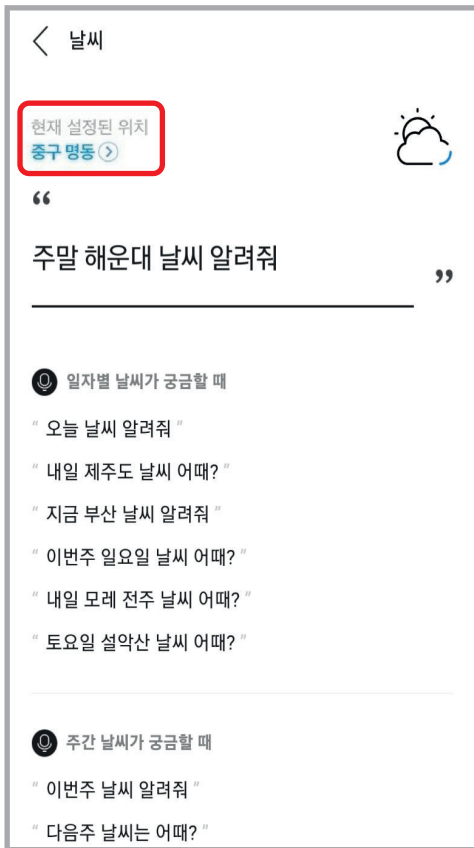 날씨
현재 설정된 위치
중구 명동
“
주말 해운대 날씨 알려줘
”
일자별 날씨가 궁금할 때
“ 오늘 날씨 알려줘 ”
“ 내일 제주도 날씨 어때? ”
“ 지금 부산 날씨 알려줘 ”
“ 이번주 일요일 날씨 어때? ”
“ 내일 모레 전주 날씨 어때? ”
“ 토요일 설악산 날씨 어때? ”
주간 날씨가 궁금할 때
“ 이번주 날씨 알려줘 ”
“ 다음주 날씨는 어때? ”